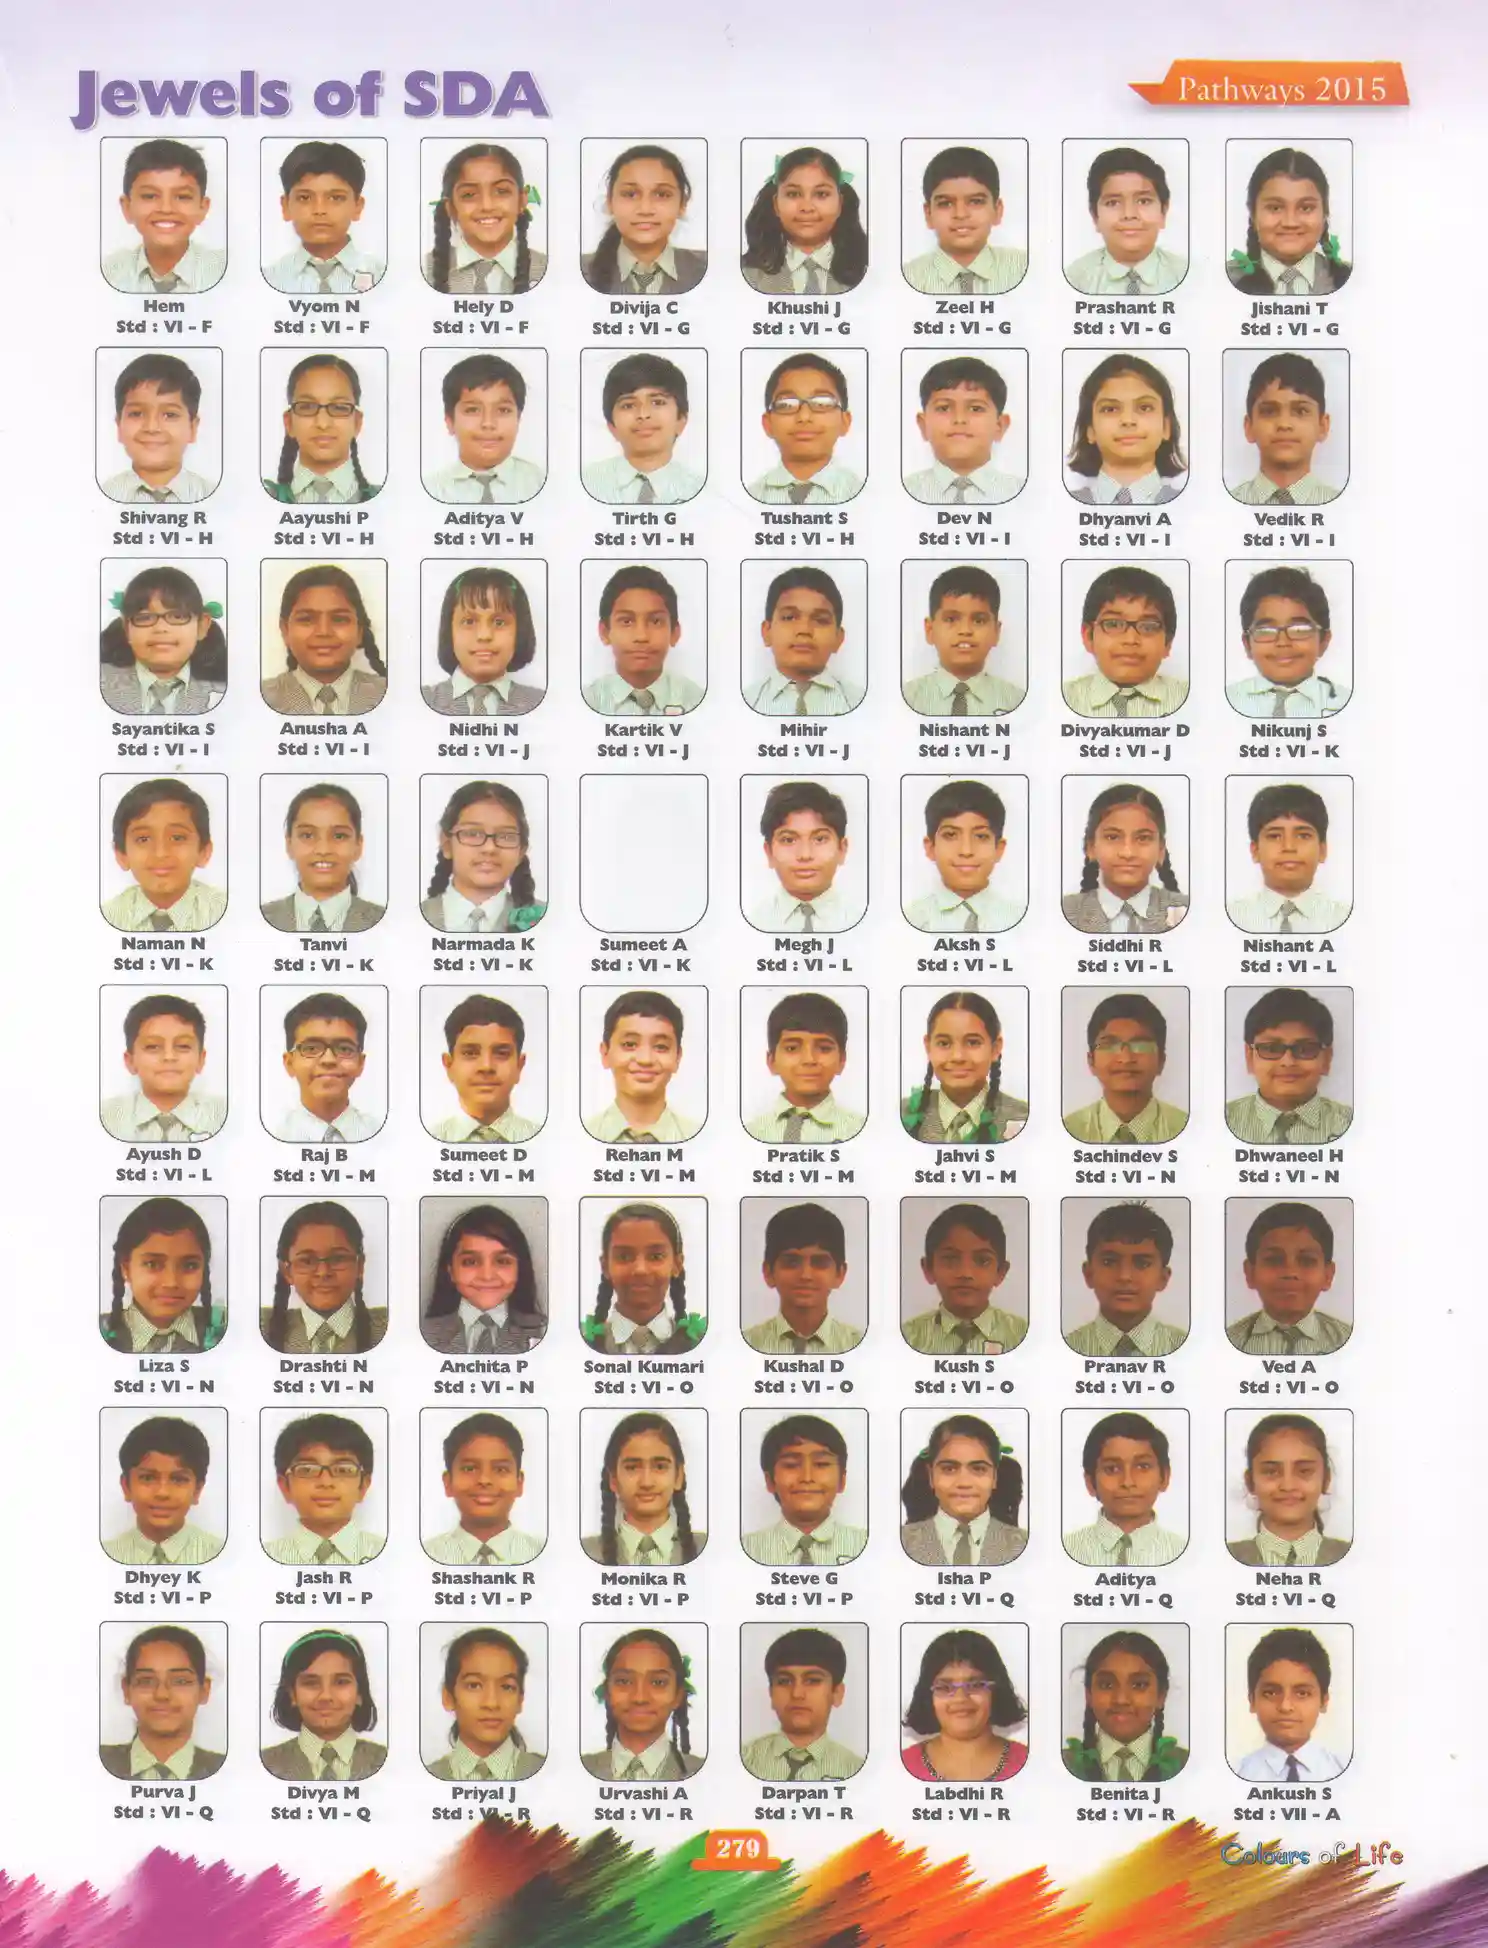 Jewels of SDA
Pathways 2015
Hem Vyom N Hely D Divija C Khushi J Zeel H Prashant R Jishani T
Std : VI - F Std : VI - F Std : VI - F Std : VI - G Std : VI - G Std : VI - G Std : VI - G Std : VI - G
Shivang R Aayushi P Aditya V Tirth G Tushant S Dev N Dhyanvi A Vedik R
Std : VI - H Std : VI - H Std : VI - H Std : VI - H Std : VI - H Std : VI - I Std : VI - I Std : VI - I
Sayantika S Anusha A Nidhi N Kartik V Mihir Nishant N Divyakumar D Nikunj S
Std : VI - I Std : VI - I Std : VI - J Std : VI - J Std : VI - J Std : VI - J Std : VI - J Std : VI - K
Naman N Tanvi Narmada K Sumeet A Megh J Aksh S Siddhi R Nishant A
Std : VI - K Std : VI - K Std : VI - K Std : VI - K Std : VI - L Std : VI - L Std : VI - L Std : VI - L
Ayush D Raj B Sumeet D Rehan M Pratik S Jahvi S Sachindev S Dhwaneel H
Std : VI - L Std : VI - M Std : VI - M Std : VI - M Std : VI - M Std : VI - M Std : VI - N Std : VI - N
Liza S Drashti N Anchita P Sonal Kumari Kushal D Kush S Pranav R Ved A
Std : VI - N Std : VI - N Std : VI - N Std : VI - O Std : VI - O Std : VI - O Std : VI - O Std : VI - O
Dhyey K Jash R Shashank R Monika R Steve G Isha P Aditya Neha R
Std : VI - P Std : VI - P Std : VI - P Std : VI - P Std : VI - P Std : VI - Q Std : VI - Q Std : VI - Q
Purva J Divya M Priyal J Urvashi A Darpan T Labdhi R Benita J Ankush S
Std : VI - Q Std : VI - Q Std : VI - R Std : VI - R Std : VI - R Std : VI - R Std : VI - R Std : VII - A
279
Colours of Life